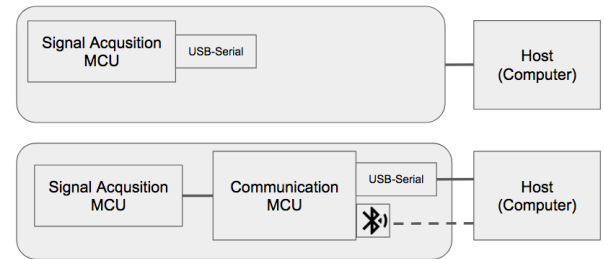 Signal Acqusition
MCU
USB-Serial
Host
(Computer)
Signal Acqusition
MCU
Communication
MCU
USB-Serial
Host
(Computer)